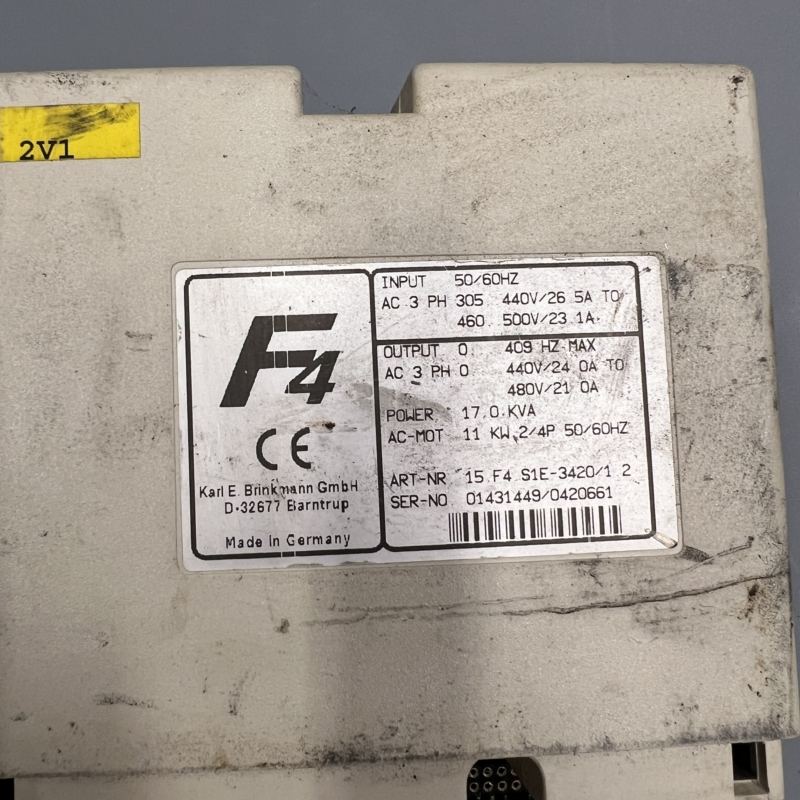 2V1
F4
CE
Karl E. Brinkmann GmbH
D-32677 Barntrup
Made in Germany
INPUT 50/60HZ
AC 3 PH 305 440V/26 5A TO
460 500V/23 1A
OUTPUT 0 409 HZ MAX
AC 3 PH 0 440V/24 0A TO
480V/21 0A
POWER 17.0 KVA
AC-MOT 11 KW 2/4P 50/60HZ
ART-NR 15 F4 S1E-3420/1 2
SER-NO 01431449/0420661